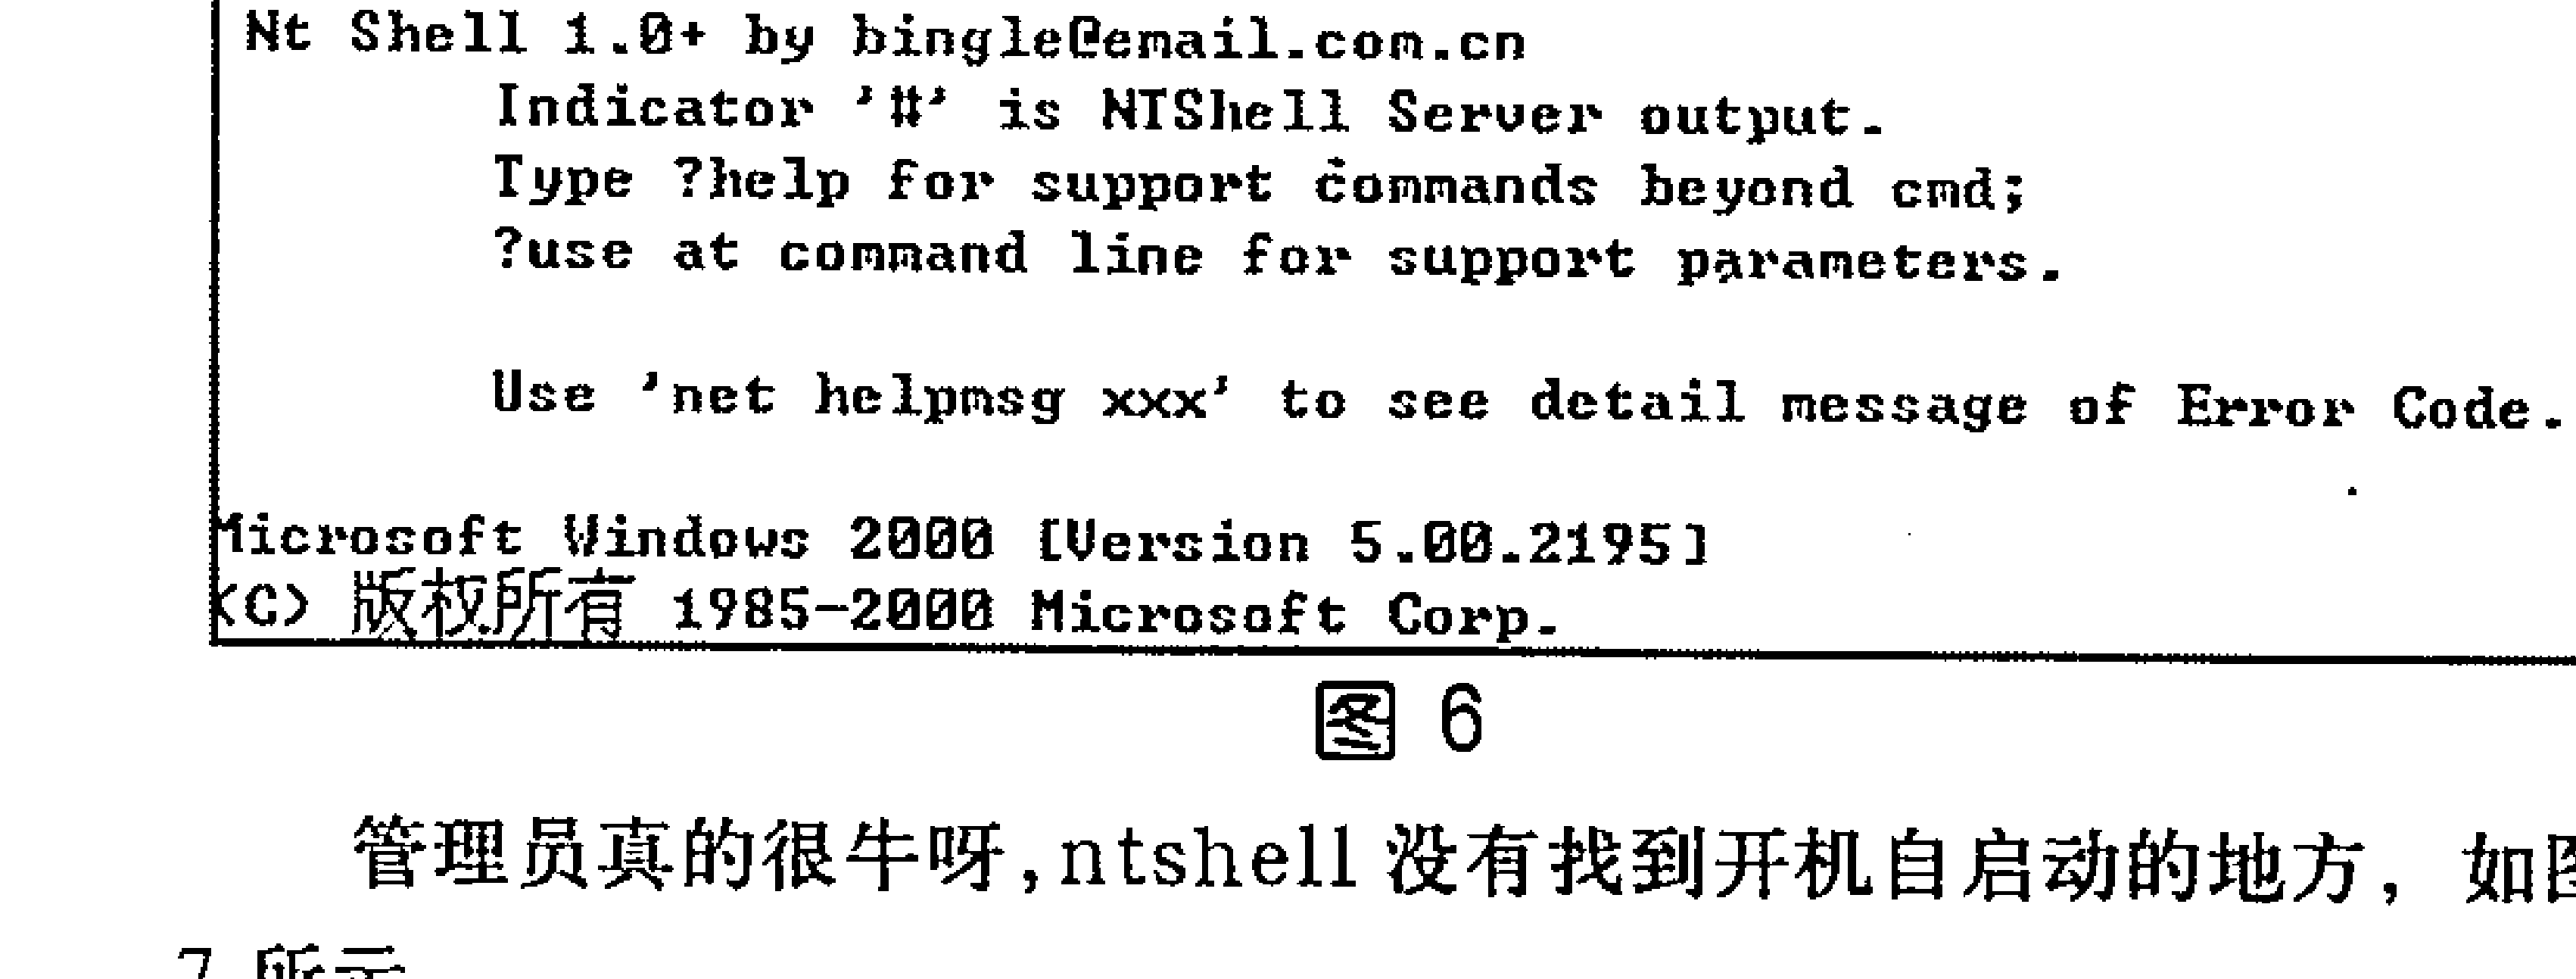 Nt Shell 1.0+ by bingle@email.com.cn
Indicator '#' is NTShell Server output.
Type ?help for support commands beyond cmd;
?use at command line for support parameters.
Use 'net helpmsg xxx' to see detail message of Error Code.
Microsoft Windows 2000 [Version 5.00.2195]
<C> 版权所有 1985-2000 Microsoft Corp.
图 6
管理员真的很牛呀,ntshell 没有找到开机自启动的地方，如图
7 所示